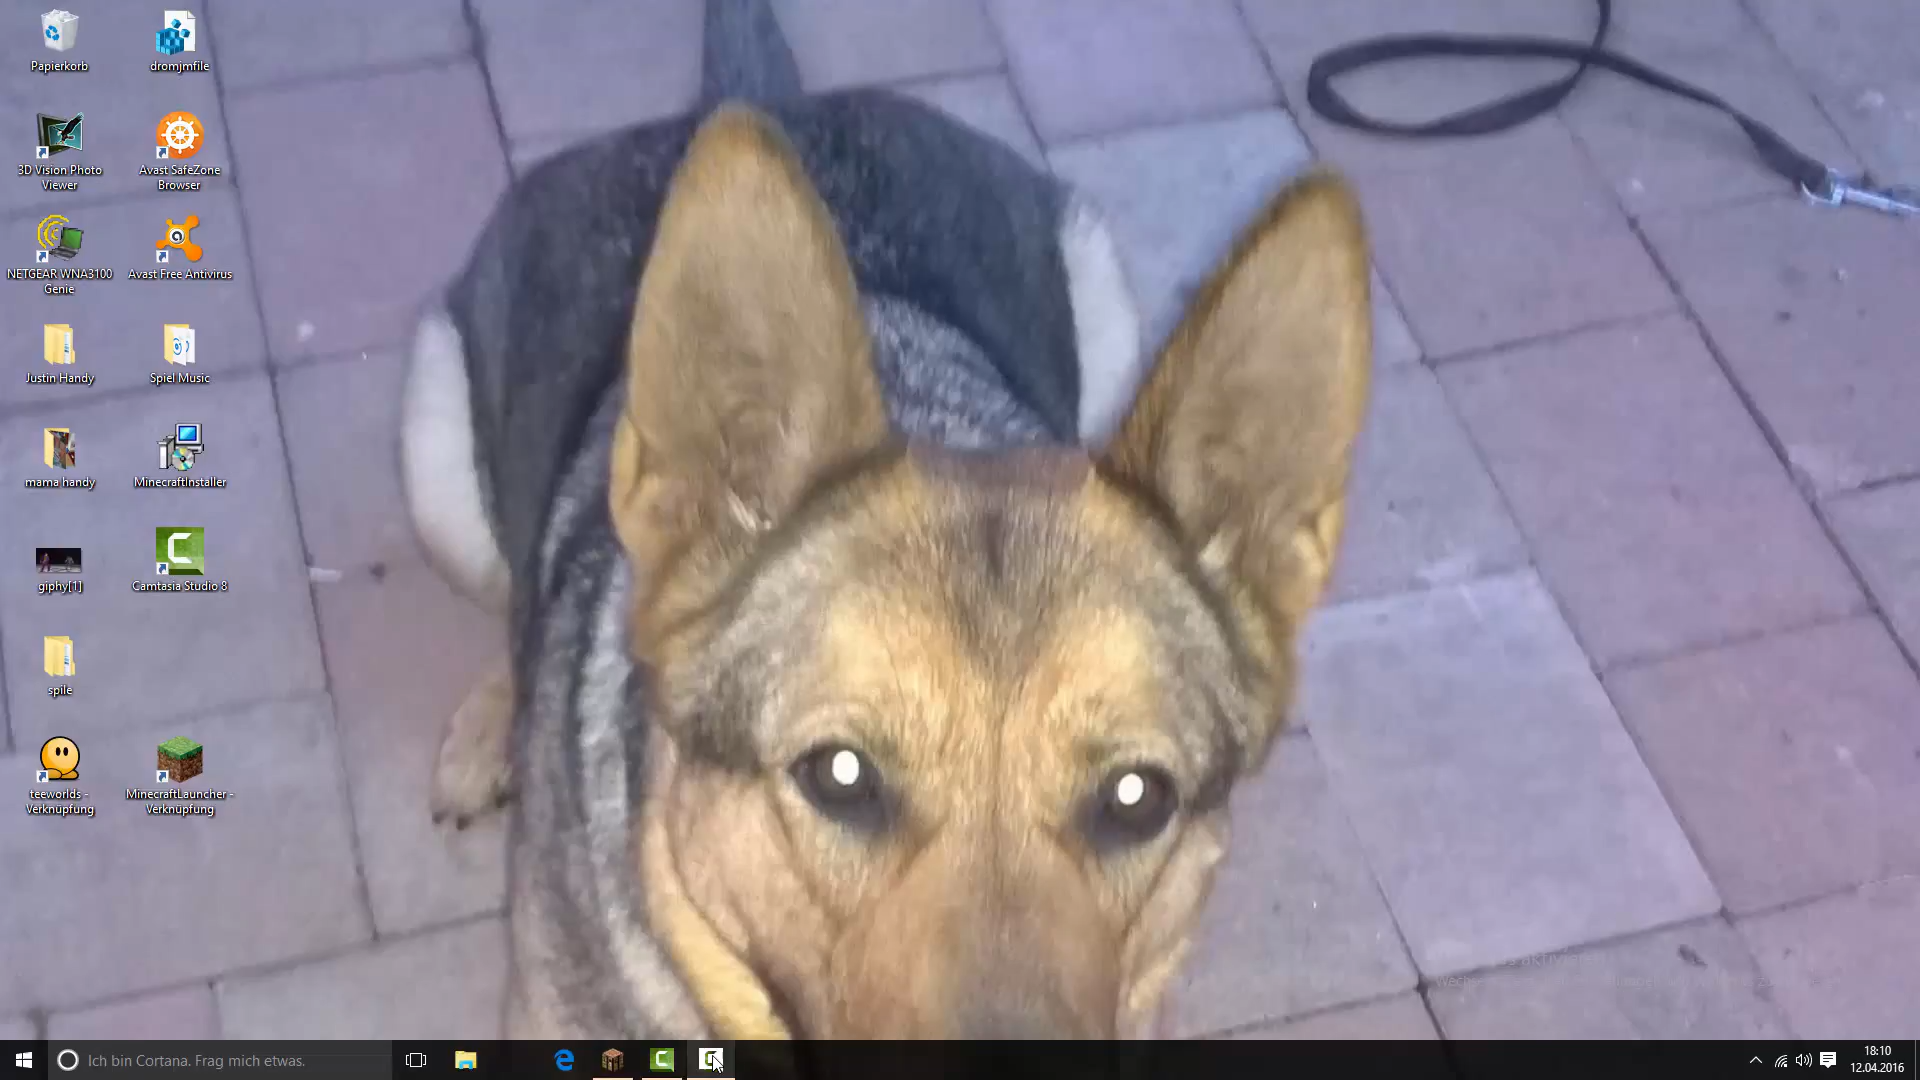 Papierkorb
dromjmfile
3D Vision Photo
Viewer
Avast SafeZone
Browser
NETGEAR WNA3100
Genie
Avast Free Antivirus
Justin Handy
Spiel Music
mama handy
MinecraftInstaller
giphy[1]
Camtasia Studio 8
spile
teeworlds -
Verknüpfung
MinecraftLauncher -
Verknüpfung
aktivieren
Ich bin Cortana. Frag mich etwas.
18:10
12.04.2016